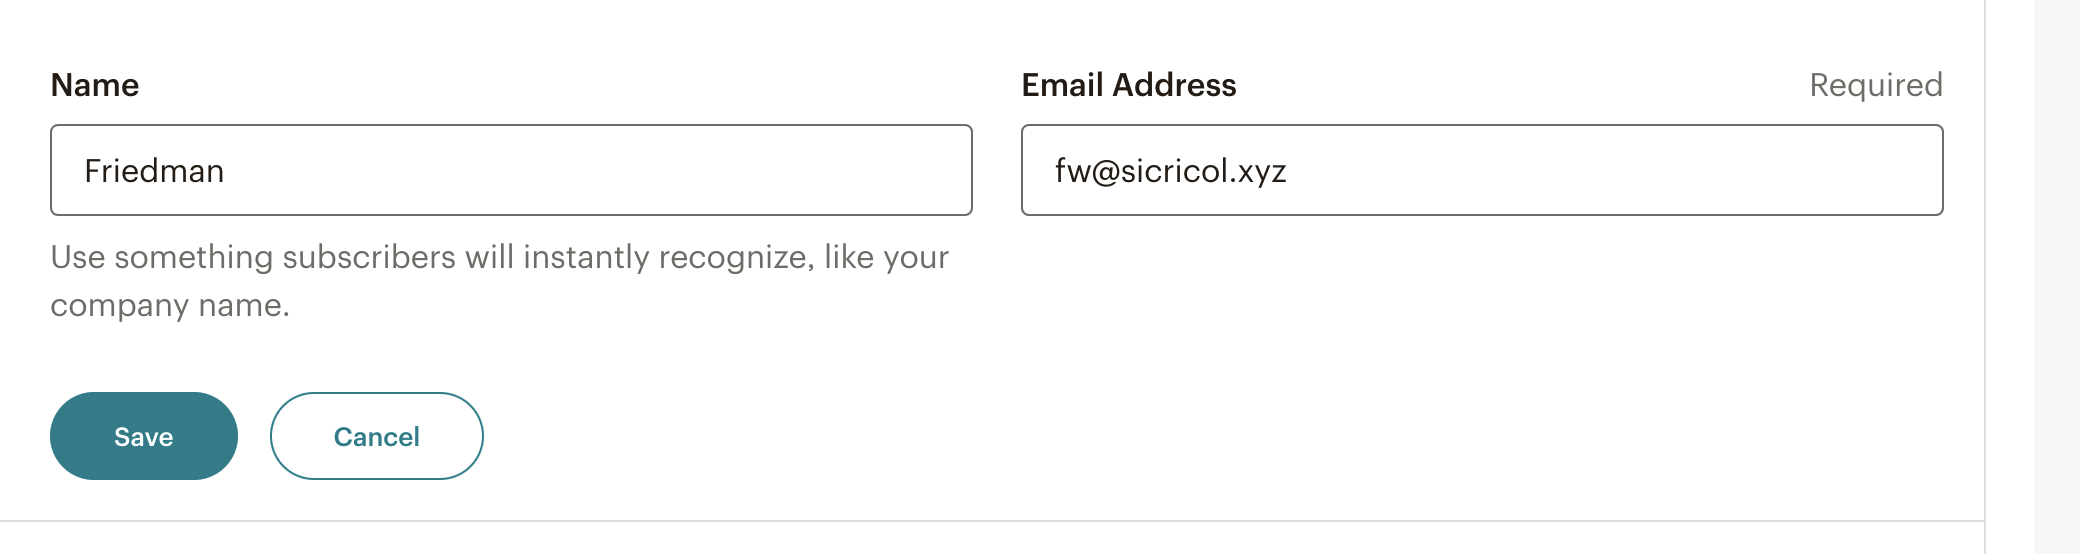 Name
Friedman
Use something subscribers will instantly recognize, like your
company name.
Email Address
Required
fw@sicricol.xyz
Save
Cancel